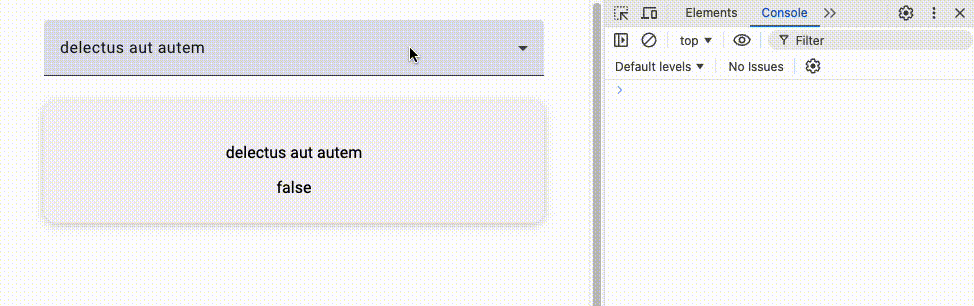 delectus aut autem
delectus aut autem
false
Elements Console
top Filter
Default levels No Issues